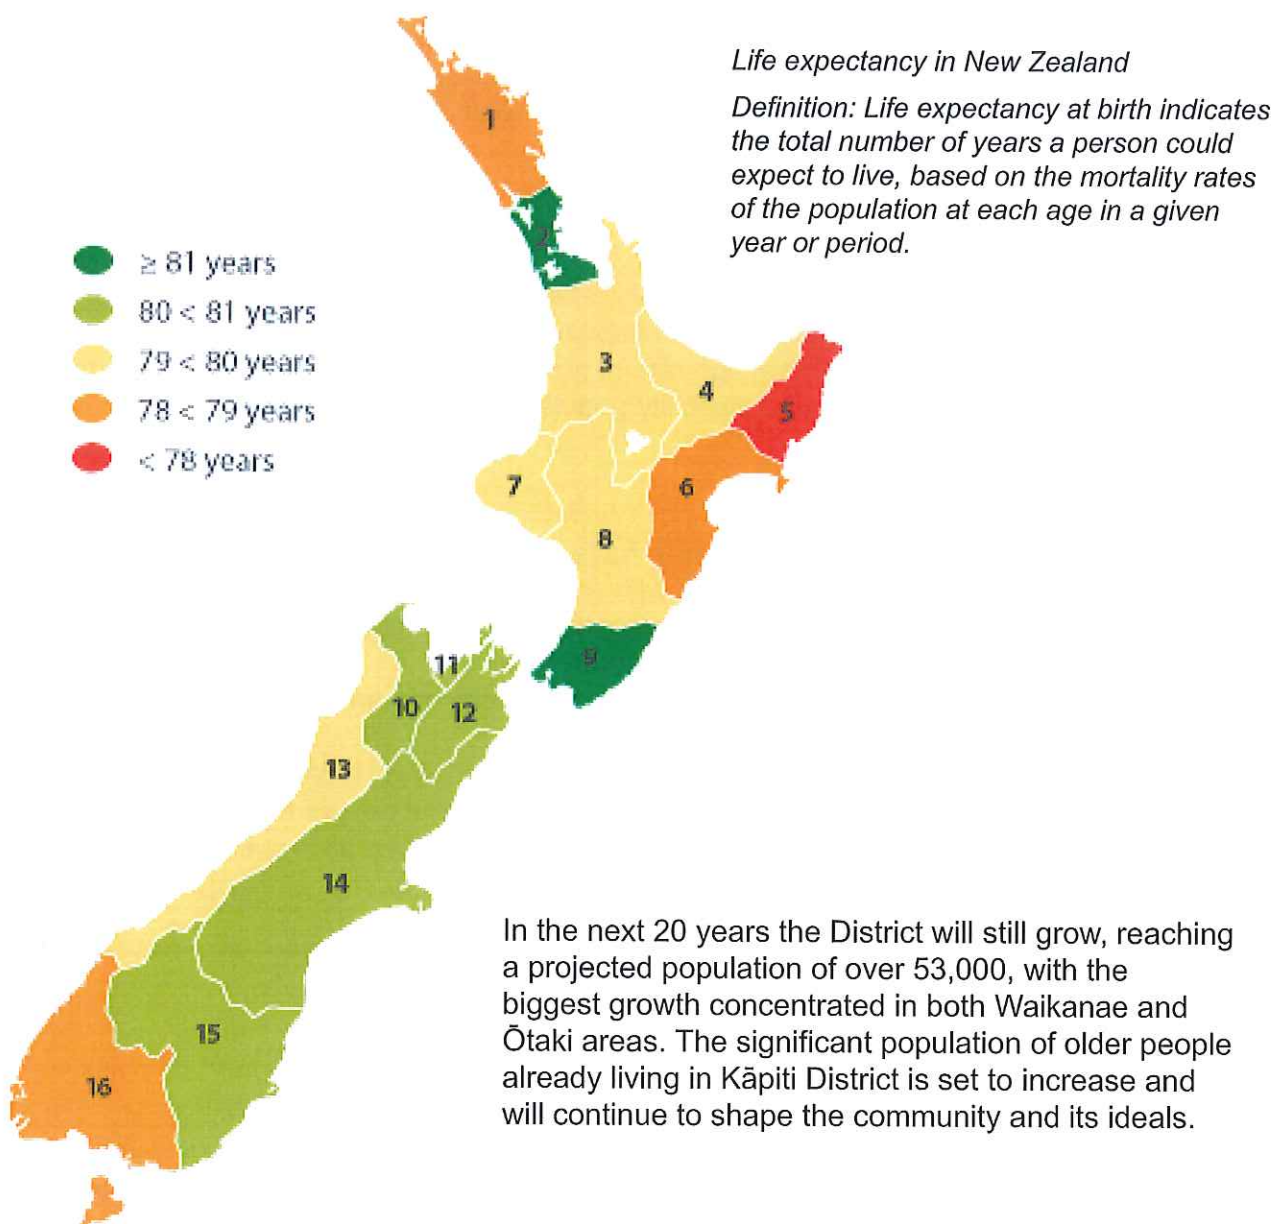 Life expectancy in New Zealand
Definition: Life expectancy at birth indicates
the total number of years a person could
expect to live, based on the mortality rates
of the population at each age in a given
year or period.
≥ 81 years
80 < 81 years
79 < 80 years
78 < 79 years
< 78 years
1
2
3
4
5
6
7
8
9
10
11
12
13
14
15
16
In the next 20 years the District will still grow, reaching
a projected population of over 53,000, with the
biggest growth concentrated in both Waikanae and
Ōtaki areas. The significant population of older people
already living in Kāpiti District is set to increase and
will continue to shape the community and its ideals.